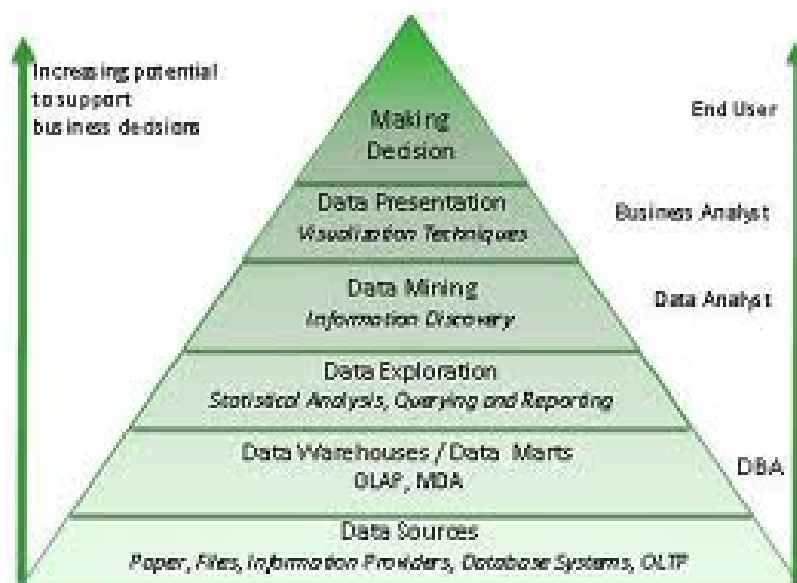 Increasing potential
to support
business decisions
End User
Making
Decision
Data Presentation
Visualization Techniques
Business Analyst
Data Mining
Information Discovery
Data Analyst
Data Exploration
Statistical Analysis, Querying and Reporting
Data Warehouses / Data Marts
OLAP, MDA
DBA
Data Sources
Paper, Files, Information Providers, Database Systems, OLTP